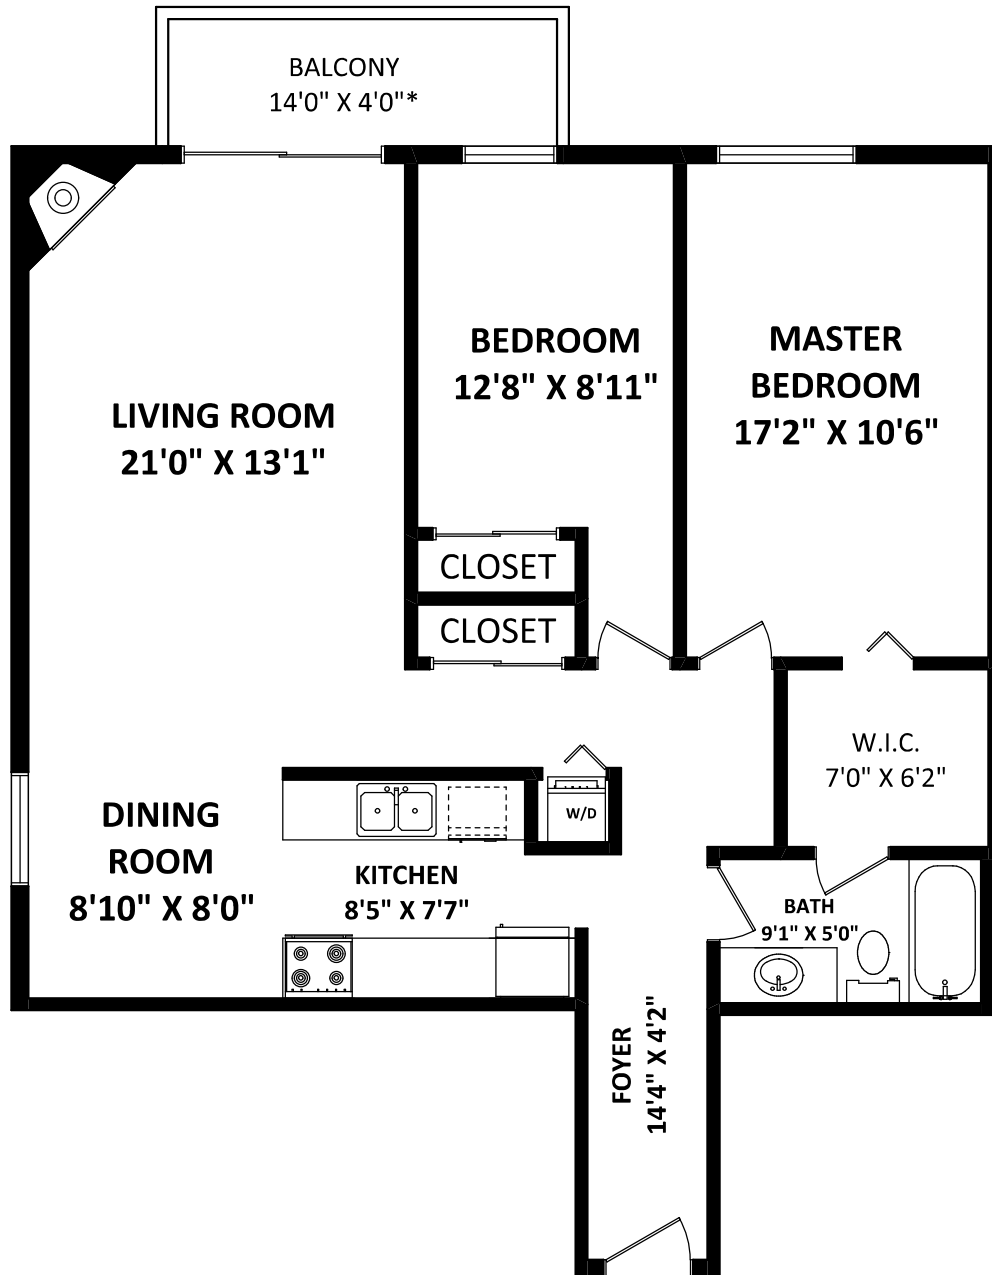 BALCONY
14'0" X 4'0"*
BEDROOM
12'8" X 8'11"
MASTER
BEDROOM
17'2" X 10'6"
LIVING ROOM
21'0" X 13'1"
CLOSET
CLOSET
W.I.C.
7'0" X 6'2"
DINING
ROOM
8'10" X 8'0"
W/D
KITCHEN
8'5" X 7'7"
BATH
9'1" X 5'0"
FOYER
14'4" X 4'2"